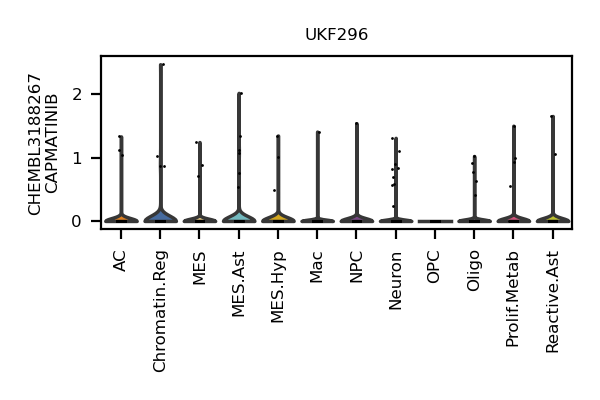 UKF296
CHEMBL3188267
CAPMATINIB
2
1
0
AC
Chromatin.Reg
MES
MES.Ast
MES.Hyp
Mac
NPC
Neuron
OPC
Oligo
Prolif.Metab
Reactive.Ast